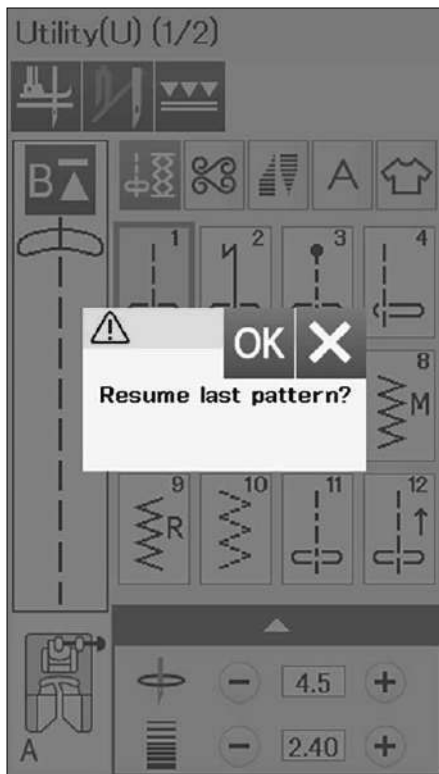 Utility(U) (1/2)
B
A
1 2 3 4
OK
Resume last pattern?
8
M
9 10 11 12
R
4.5
2.40
A